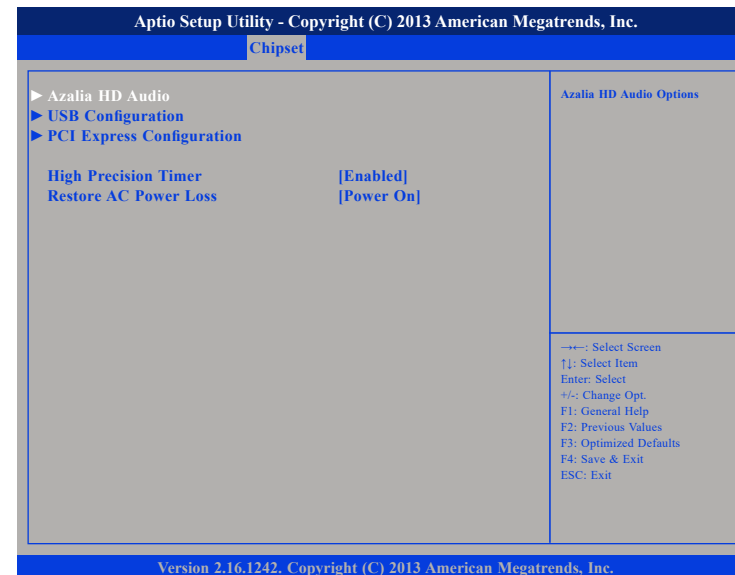 Aptio Setup Utility - Copyright (C) 2013 American Megatrends, Inc.
Chipset
► Azalia HD Audio
► USB Configuration
► PCI Express Configuration
High Precision Timer [Enabled]
Restore AC Power Loss [Power On]
Azalia HD Audio Options
→←: Select Screen
↑↓: Select Item
Enter: Select
+/-: Change Opt.
F1: General Help
F2: Previous Values
F3: Optimized Defaults
F4: Save & Exit
ESC: Exit
Version 2.16.1242. Copyright (C) 2013 American Megatrends, Inc.